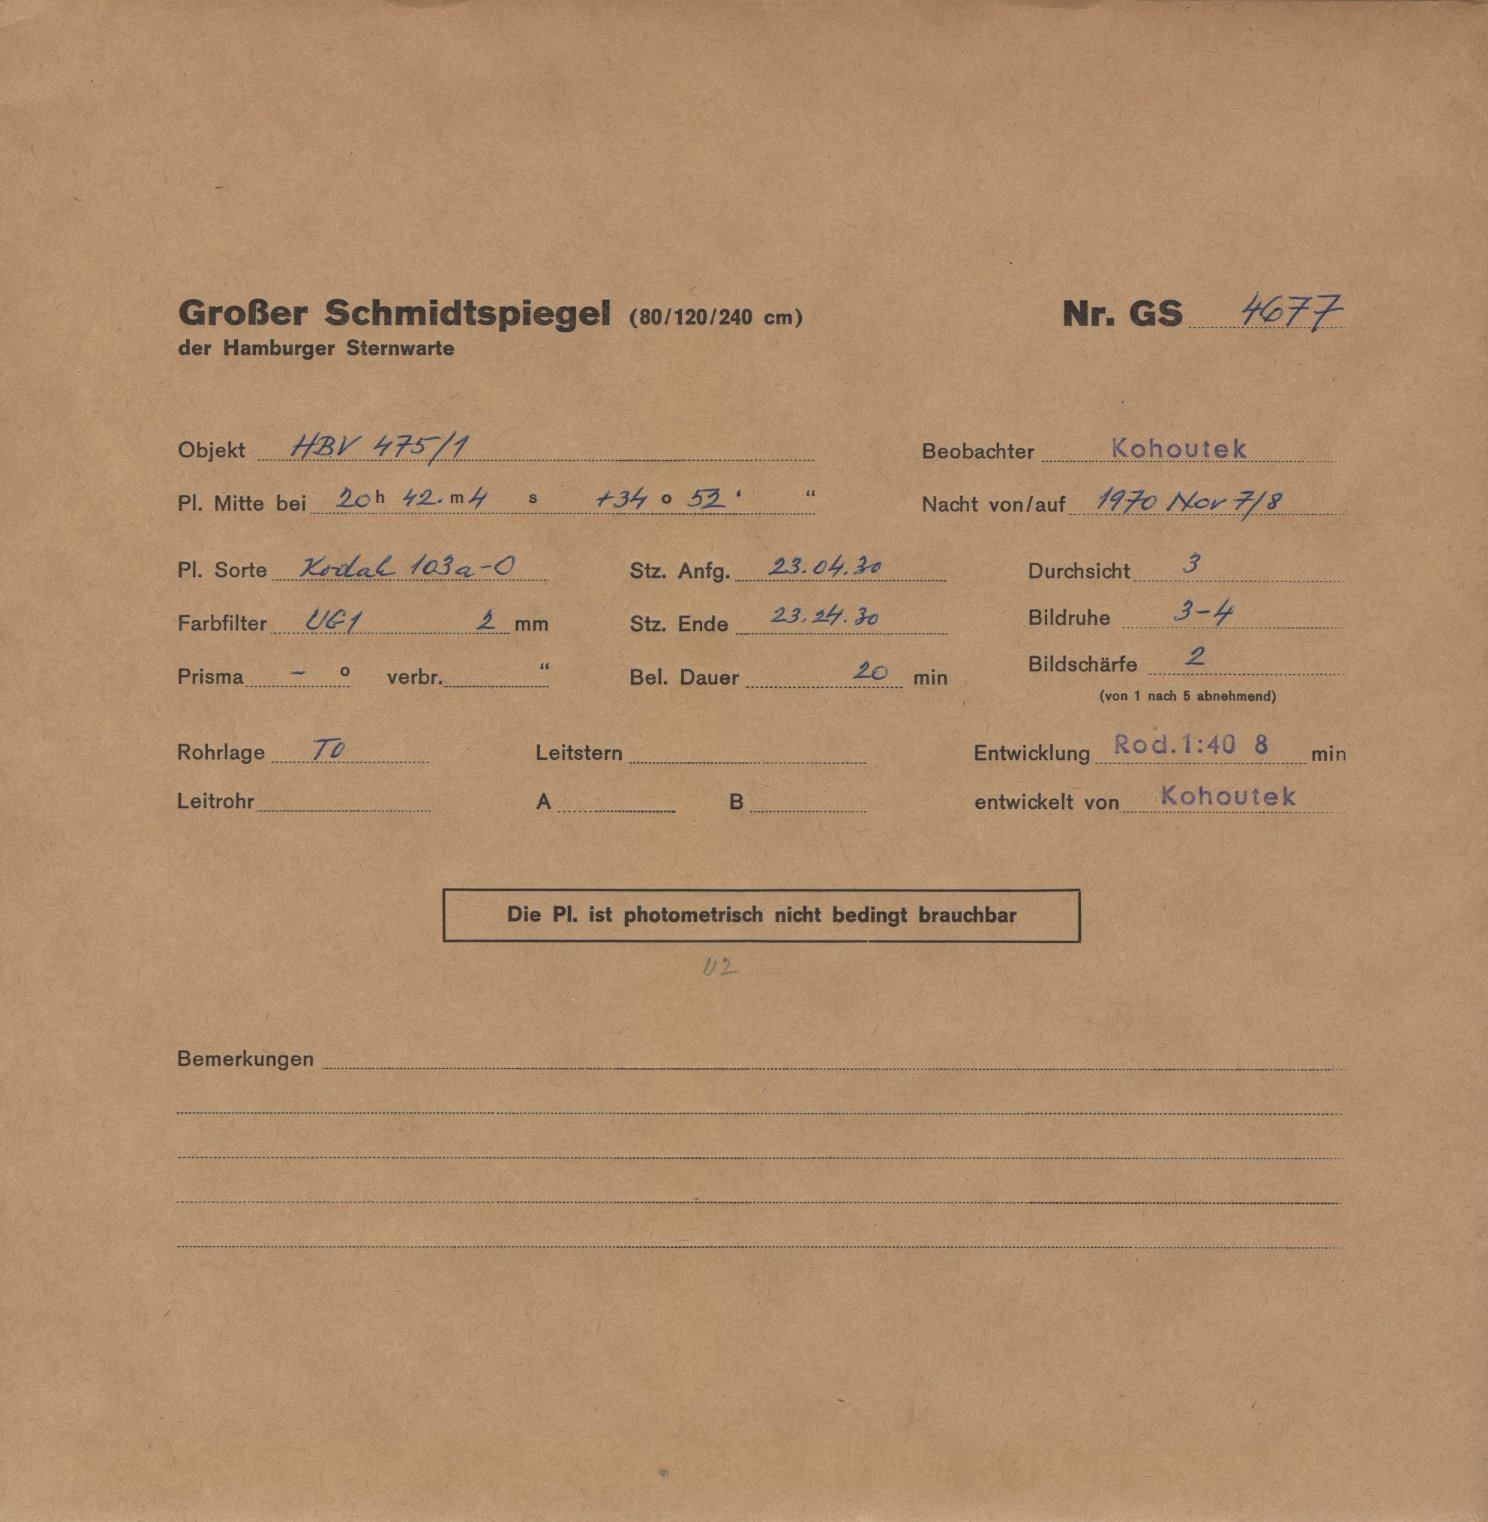 Großer Schmidtspiegel (80/120/240 cm) Nr. GS 4677
der Hamburger Sternwarte
Objekt HBV 475/1 Beobachter Kohoutek
Pl. Mitte bei 20 h 42. m 4 s +34 o 52 ' “ Nacht von/auf 1970 Nov 7/8
Pl. Sorte Kodak 103a-O Stz. Anfg. 23.04.30 Durchsicht 3
Farbfilter UG1 2 mm Stz. Ende 23.24.30 Bildruhe 3-4
Prisma - o verbr. “ Bel. Dauer 20 min Bildschärfe 2
(von 1 nach 5 abnehmend)
Rohrlage TO Leitstern Entwicklung Rod.1:40 8 min
Leitrohr A B entwickelt von Kohoutek
Die Pl. ist photometrisch nicht bedingt brauchbar
U2
Bemerkungen